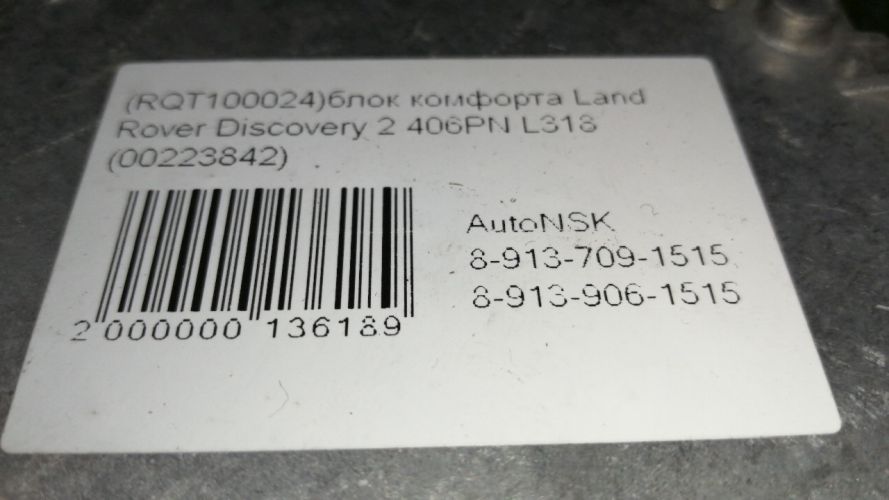 (RQT100024)блок комфорта Land
Rover Discovery 2 406PN L318
(00223842)
AutoNSK
8-913-709-1515
8-913-906-1515
2 000000 136189